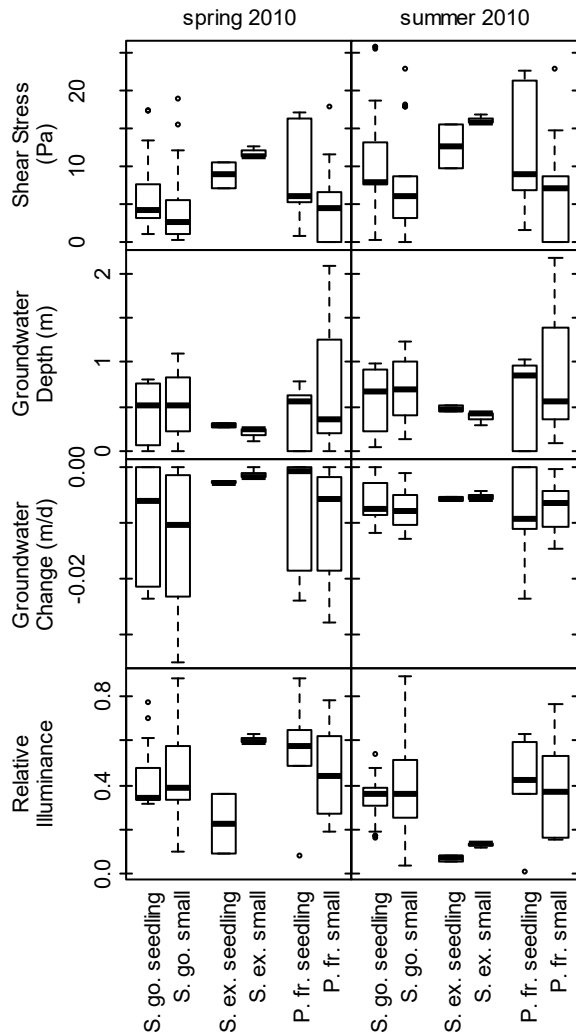 spring 2010 summer 2010
Shear Stress
(Pa)
20
10
0
Groundwater
Depth (m)
2
1
0
Groundwater
Change (m/d)
0.00
-0.02
Relative
Illuminance
0.8
0.4
0.0
S. go. seedling
S. go. small
S. ex. seedling
S. ex. small
P. fr. seedling
P. fr. small
S. go. seedling
S. go. small
S. ex. seedling
S. ex. small
P. fr. seedling
P. fr. small